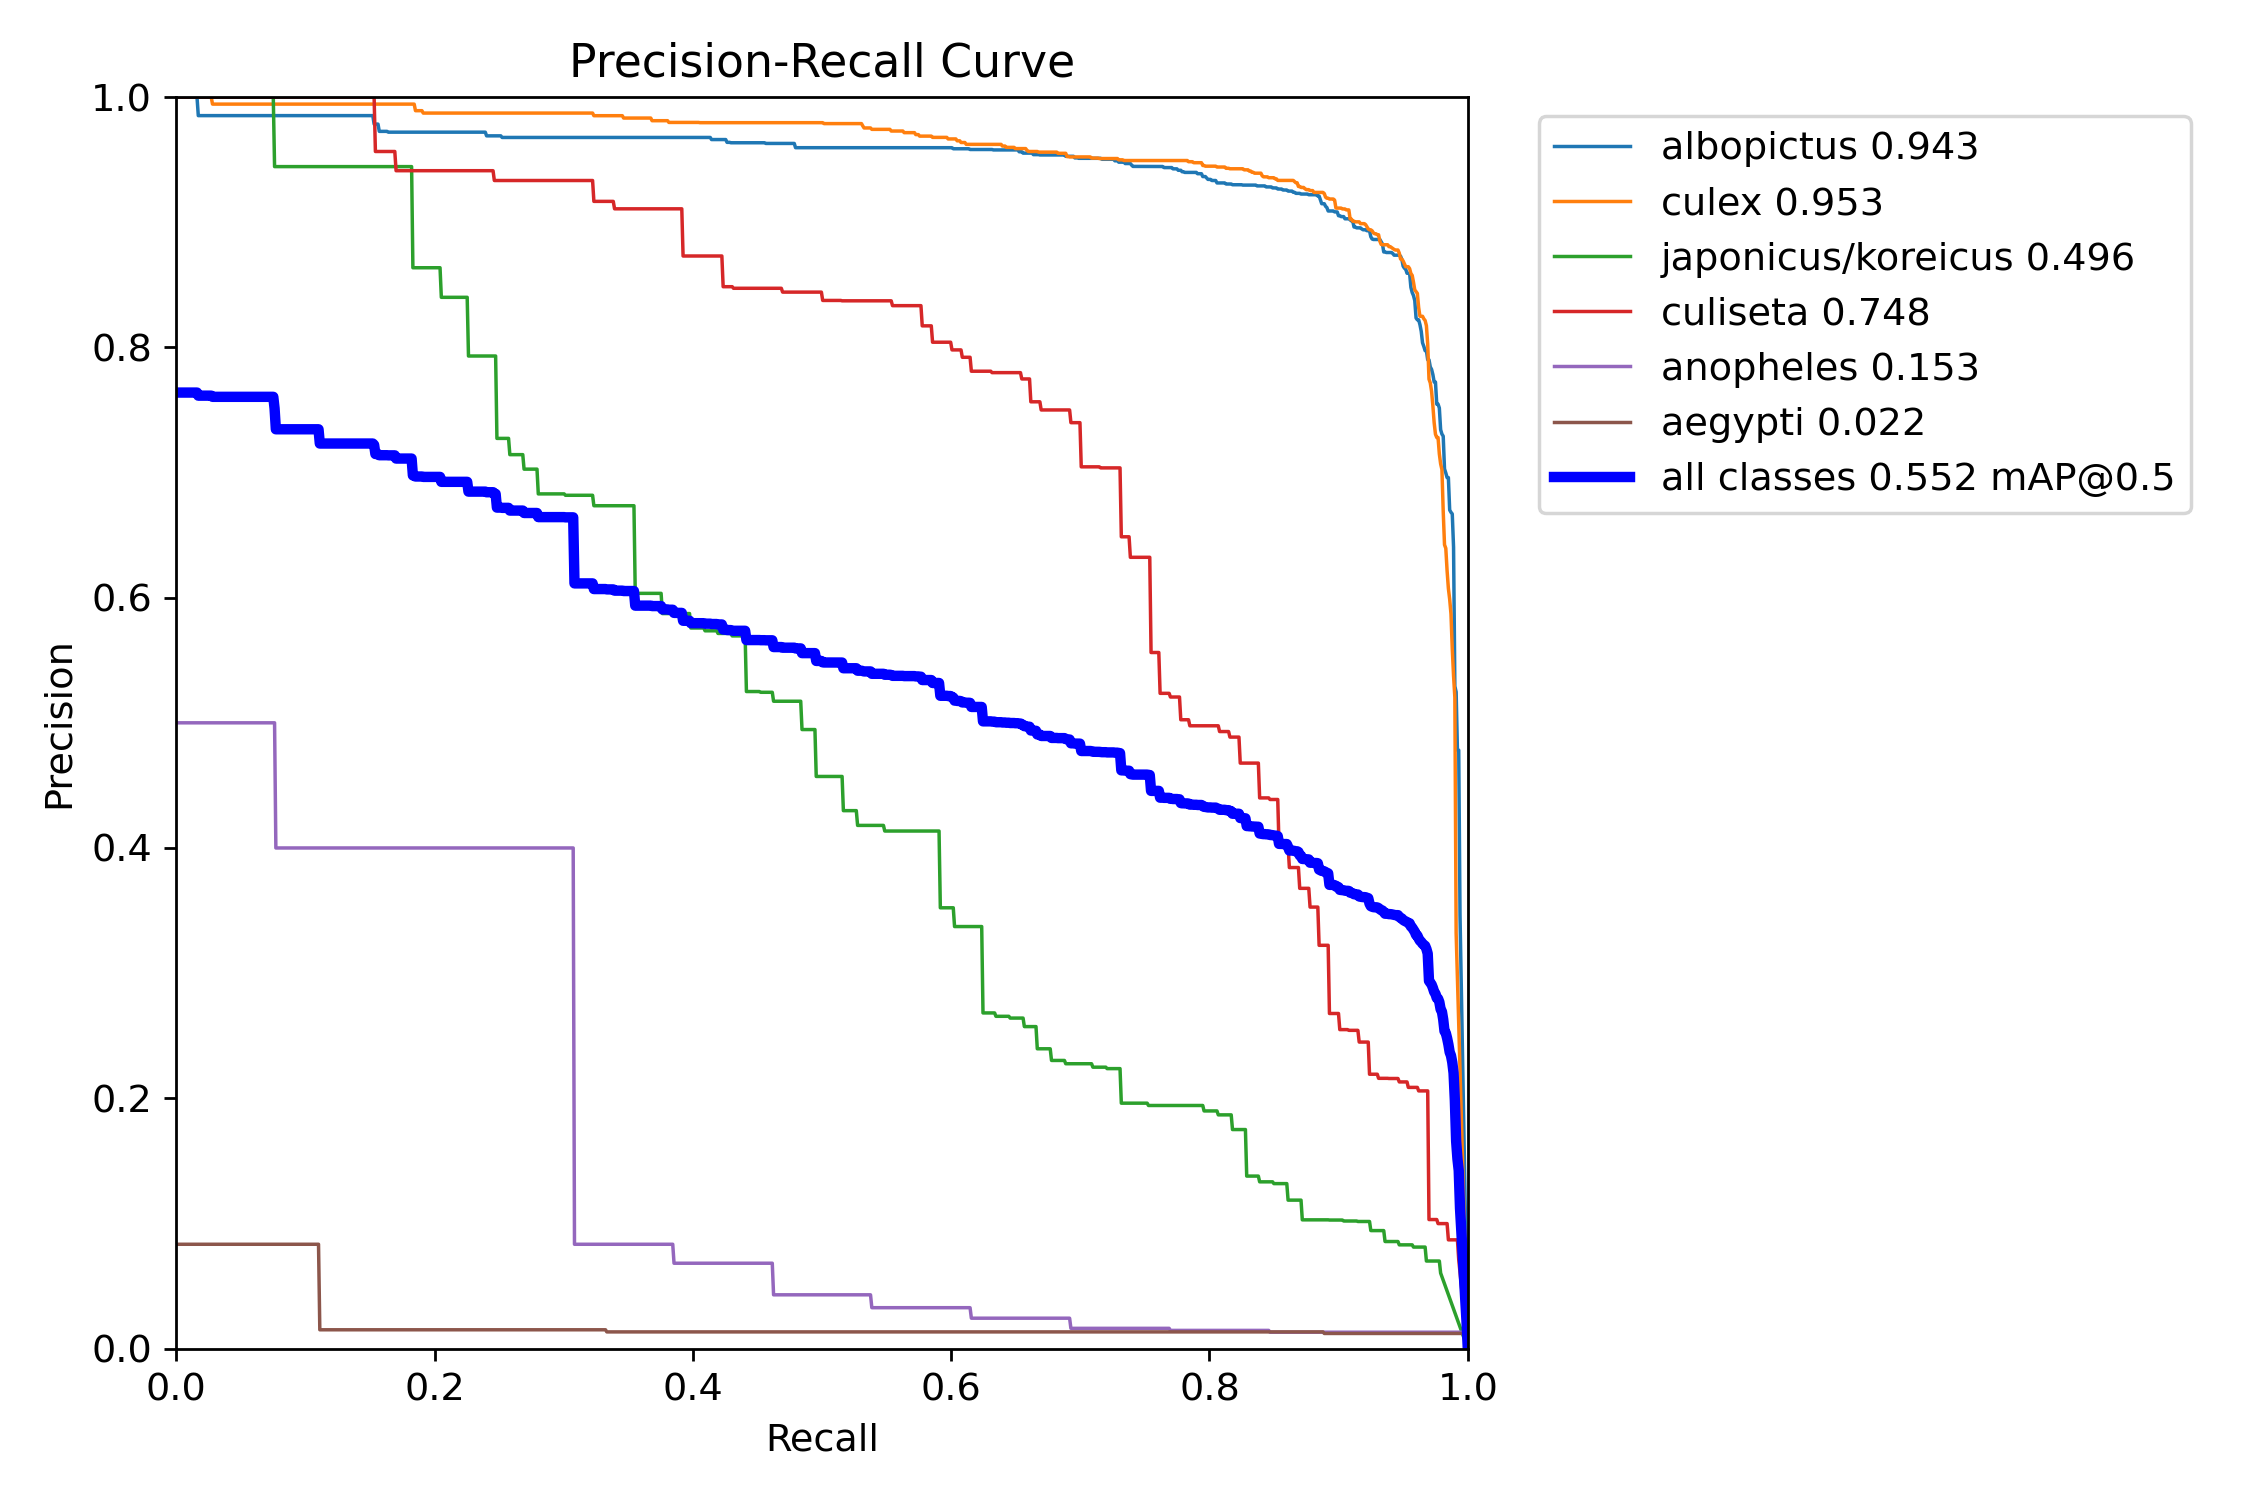 Precision-Recall Curve
1.0
0.8
0.6
0.4
0.2
0.0
Precision
0.0 0.2 0.4 0.6 0.8 1.0
Recall
albopictus 0.943
culex 0.953
japonicus/koreicus 0.496
culiseta 0.748
anopheles 0.153
aegypti 0.022
all classes 0.552 mAP@0.5